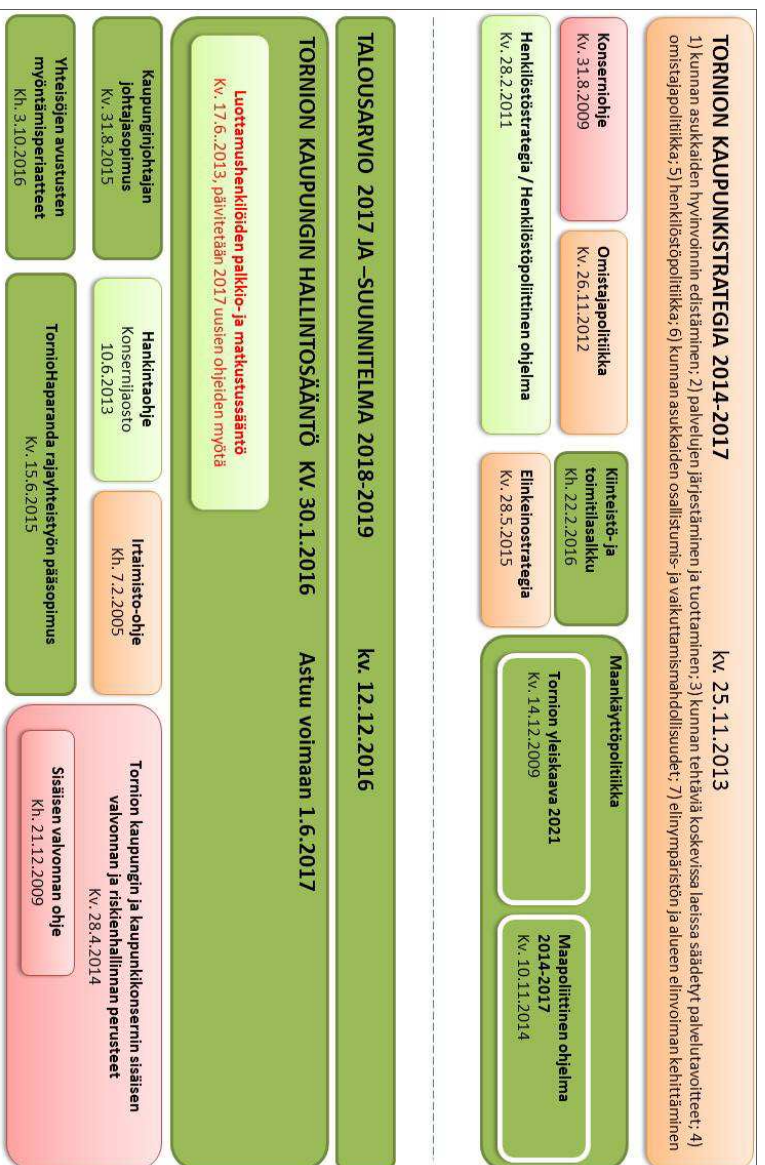 TORNION KAUPUNKISTRATEGIA 2014-2017 kv. 25.11.2013
1) kunnan asukkaiden hyvinvoinnin edistäminen; 2) palvelujen järjestäminen ja tuottaminen; 3) kunnan tehtäviä koskevissa laeissa säädetyt palvelutavoitteet; 4)
omistajapolitiikka; 5) henkilöstöpolitiikka; 6) kunnan asukkaiden osallistumis- ja vaikuttamismahdollisuudet; 7) elinympäristön ja alueen elinvoiman kehittäminen
Konserniohje
Kv. 31.8.2009
Omistajapolitiikka
Kv. 26.11.2012
Kiinteistö- ja
toimitilasalkku
Kh. 22.2.2016
Henkilöstöstrategia / Henkilöstöpoliittinen ohjelma
Kv. 28.2.2011
Elinkeinostrategia
Kv. 28.5.2015
Maankäyttöpolitiikka
Tornion yleiskaava 2021
Kv. 14.12.2009
Maapoliittinen ohjelma
2014-2017
Kv. 10.11.2014
TALOUSARVIO 2017 JA –SUUNNITELMA 2018-2019 kv. 12.12.2016
TORNION KAUPUNGIN HALLINTOSÄÄNTÖ KV. 30.1.2016 Astuu voimaan 1.6.2017
Luottamushenkilöiden palkkio- ja matkustussääntö
Kv. 17.6..2013, päivitetään 2017 uusien ohjeiden myötä
Kaupunginjohtajan
johtajasopimus
Kv. 31.8.2015
Hankintaohje
Konsernijaosto
10.6.2013
Irtaimisto-ohje
Kh. 7.2.2005
Tornion kaupungin ja kaupunkikonsernin sisäisen
valvonnan ja riskienhallinnan perusteet
Kv. 28.4.2014
Sisäisen valvonnan ohje
Kh. 21.12.2009
Yhteisöjen avustusten
myöntämisperiaatteet
Kh. 3.10.2016
TornioHaparanda rajayhteistyön pääsopimus
Kv. 15.6.2015